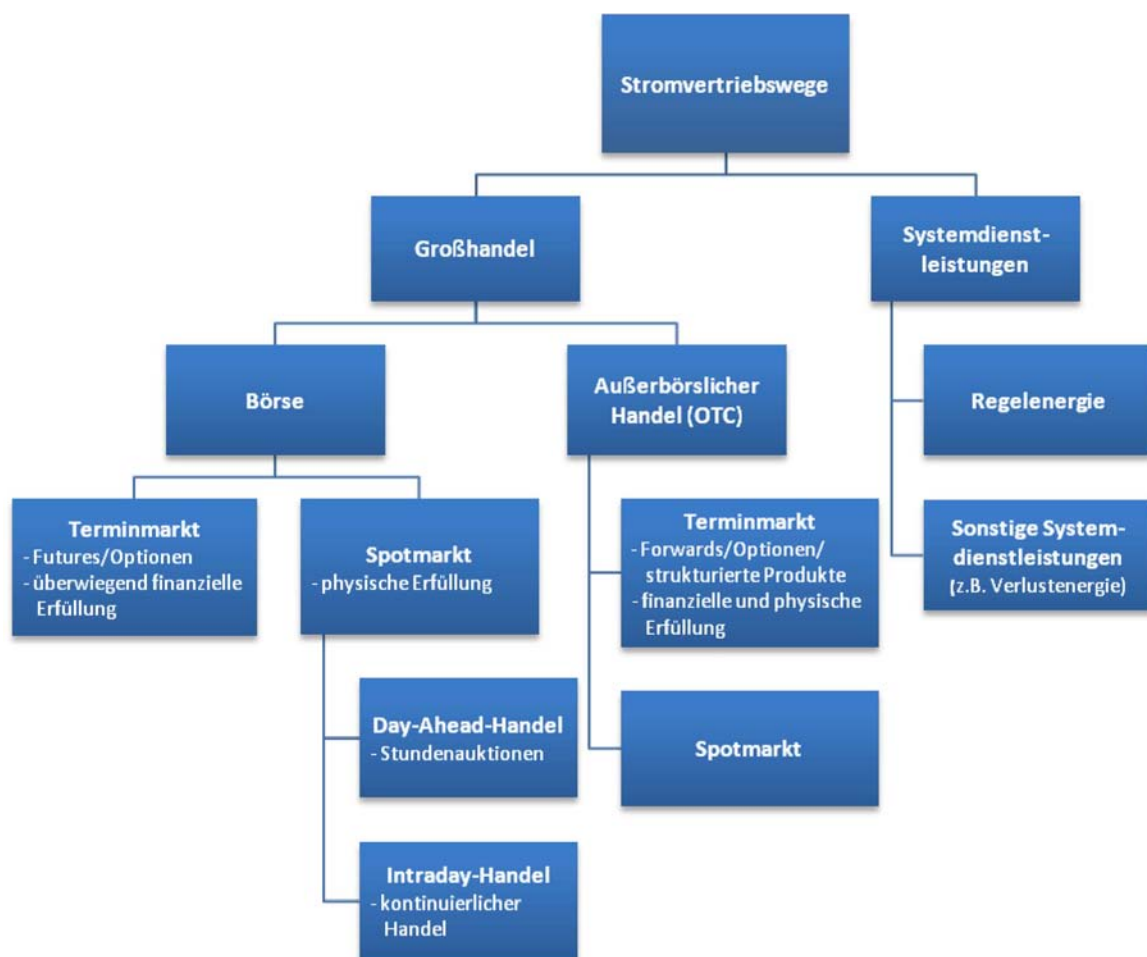 Stromvertriebswege
Großhandel
Systemdienst-
leistungen
Börse
Außerbörslicher
Handel (OTC)
Regelenergie
Terminmarkt
- Futures/Optionen
- überwiegend finanzielle
Erfüllung
Spotmarkt
- physische Erfüllung
Terminmarkt
- Forwards/Optionen/
strukturierte Produkte
- finanzielle und physische
Erfüllung
Sonstige System-
dienstleistungen
(z.B. Verlustenergie)
Day-Ahead-Handel
- Stundenauktionen
Spotmarkt
Intraday-Handel
- kontinuierlicher
Handel